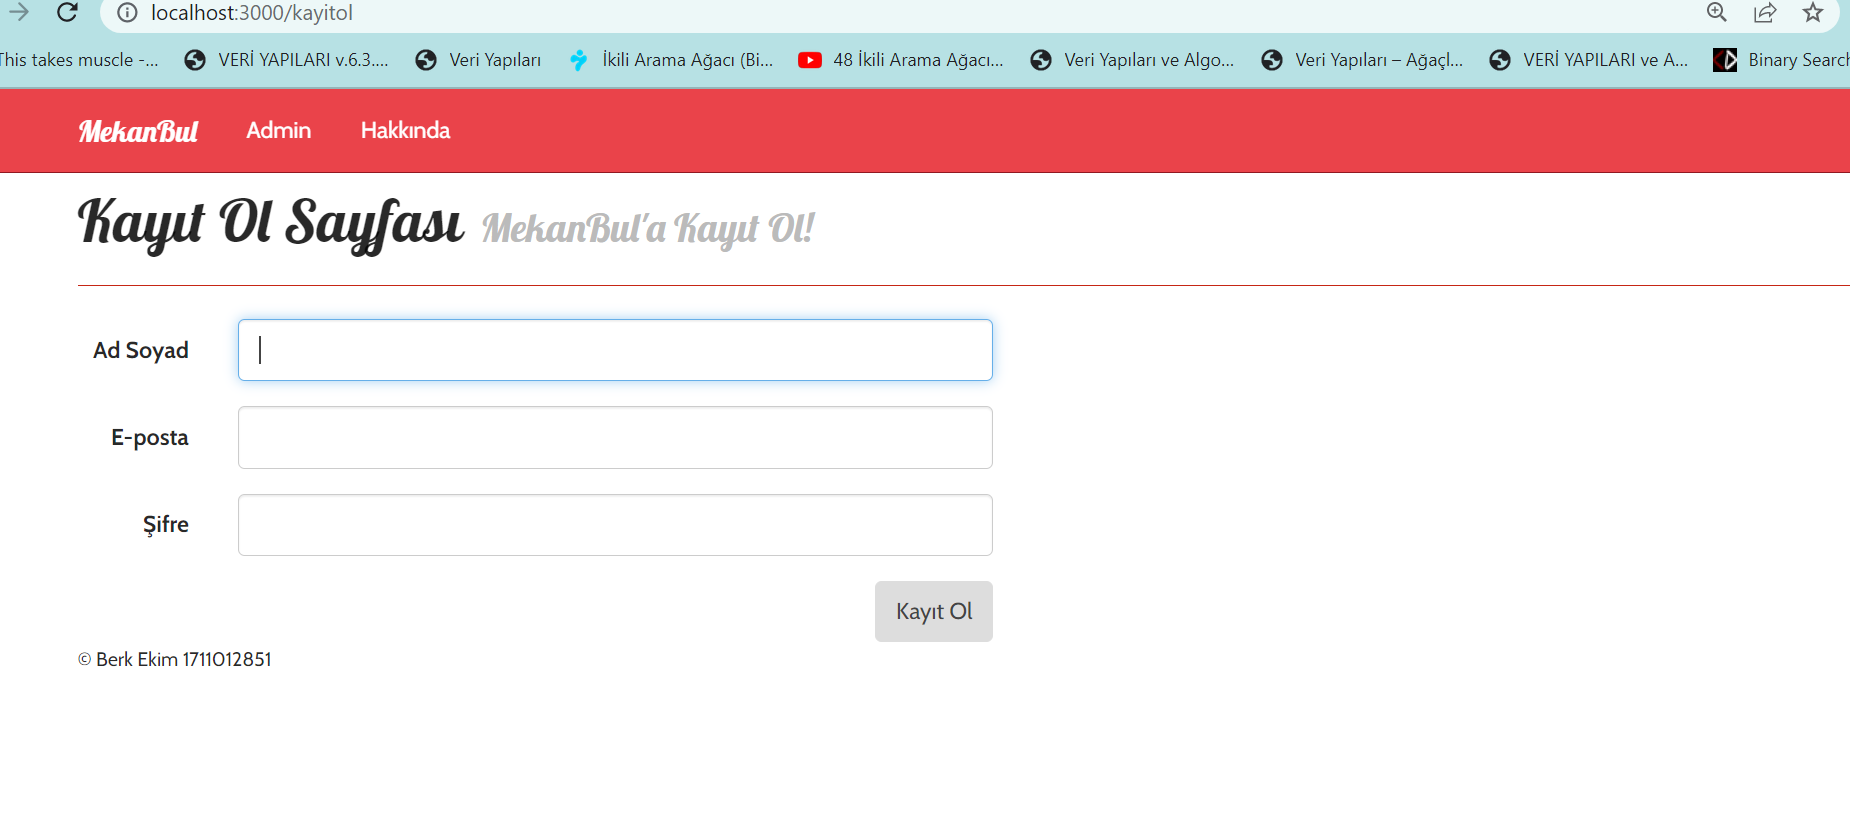 localhost:3000/kayitol
This takes muscle -... VERİ YAPILARI v.6.3.... Veri Yapıları İkili Arama Ağacı (Bi... 48 İkili Arama Ağacı... Veri Yapıları ve Algo... Veri Yapıları – Ağaçl... VERİ YAPILARI ve A... Binary Search
MekanBul Admin Hakkında
Kayıt Ol Sayfası MekanBul'a Kayıt Ol!
Ad Soyad
E-posta
Şifre
Kayıt Ol
© Berk Ekim 1711012851